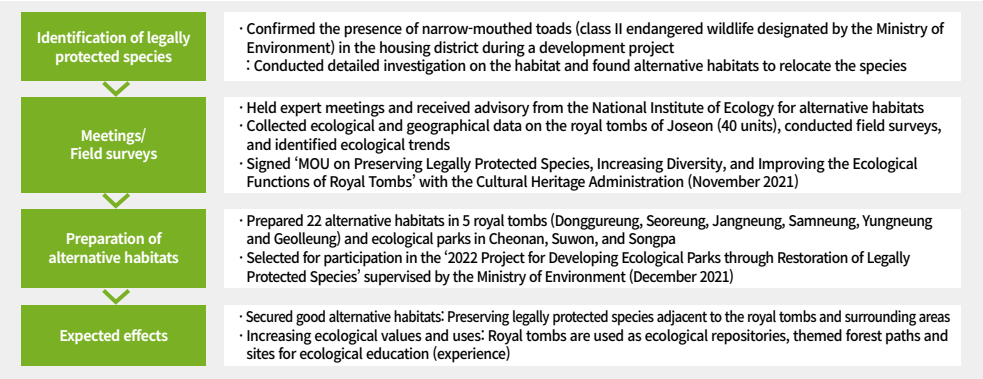 Identification of legally
protected species
· Confirmed the presence of narrow-mouthed toads (class II endangered wildlife designated by the Ministry of
Environment) in the housing district during a development project
: Conducted detailed investigation on the habitat and found alternative habitats to relocate the species
Meetings/
Field surveys
· Held expert meetings and received advisory from the National Institute of Ecology for alternative habitats
· Collected ecological and geographical data on the royal tombs of Joseon (40 units), conducted field surveys,
and identified ecological trends
· Signed ‘MOU on Preserving Legally Protected Species, Increasing Diversity, and Improving the Ecological
Functions of Royal Tombs’ with the Cultural Heritage Administration (November 2021)
Preparation of
alternative habitats
· Prepared 22 alternative habitats in 5 royal tombs (Donggureung, Seoreung, Jangneung, Samneung, Yungneung
and Geolleung) and ecological parks in Cheonan, Suwon, and Songpa
· Selected for participation in the ‘2022 Project for Developing Ecological Parks through Restoration of Legally
Protected Species’ supervised by the Ministry of Environment (December 2021)
Expected effects
· Secured good alternative habitats: Preserving legally protected species adjacent to the royal tombs and surrounding areas
· Increasing ecological values and uses: Royal tombs are used as ecological repositories, themed forest paths and
sites for ecological education (experience)